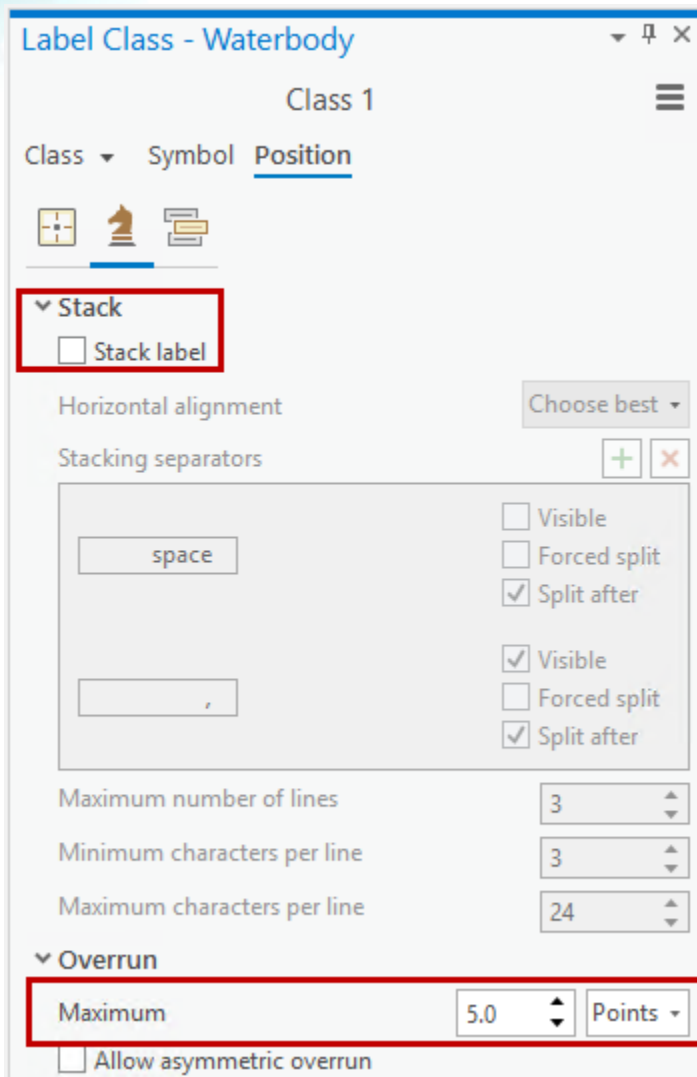 Label Class - Waterbody
Class 1
Class Symbol Position
Stack
Stack label
Horizontal alignment Choose best
Stacking separators
Visible
space Forced split
Split after
Visible
, Forced split
Split after
Maximum number of lines 3
Minimum characters per line 3
Maximum characters per line 24
Overrun
Maximum 5.0 Points
Allow asymmetric overrun